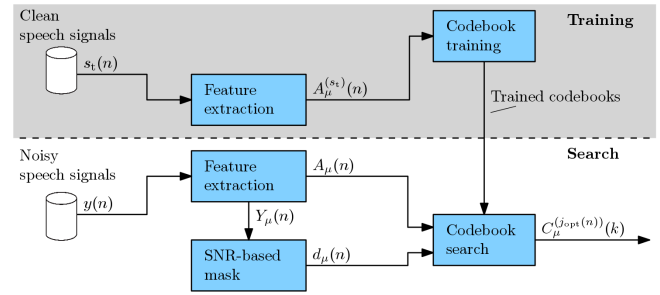 Clean
speech signals
s_t(n)
Feature
extraction
A_μ^{(s_t)}(n)
Codebook
training
Training
Trained codebooks
Search
Noisy
speech signals
y(n)
Feature
extraction
A_μ(n)
Y_μ(n)
SNR-based
mask
d_μ(n)
Codebook
search
C_μ^{(j_opt(n))}(k)